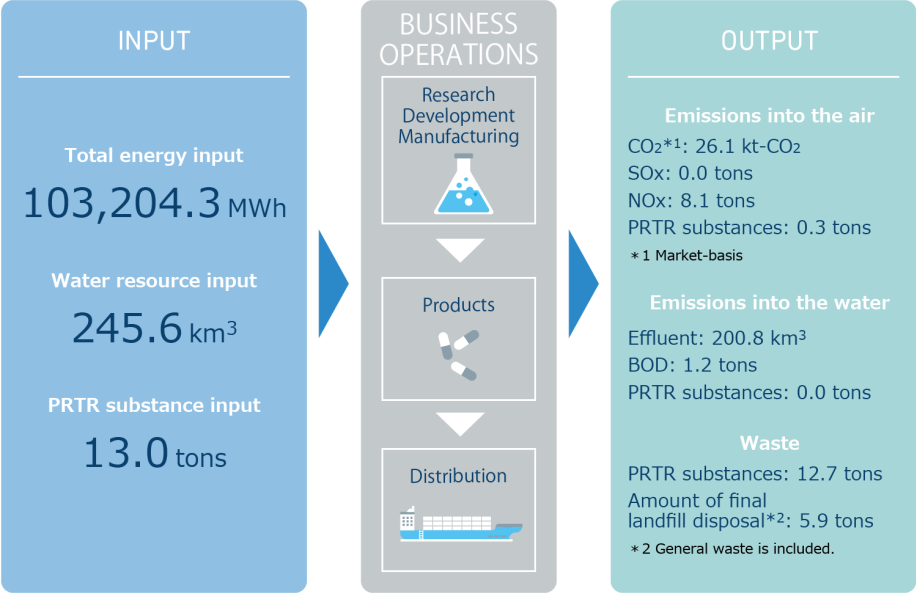 INPUT
Total energy input
103,204.3 MWh
Water resource input
245.6 km³
PRTR substance input
13.0 tons
BUSINESS
OPERATIONS
Research
Development
Manufacturing
Products
Distribution
OUTPUT
Emissions into the air
CO₂*¹: 26.1 kt-CO₂
SOx: 0.0 tons
NOx: 8.1 tons
PRTR substances: 0.3 tons
*1 Market-basis
Emissions into the water
Effluent: 200.8 km³
BOD: 1.2 tons
PRTR substances: 0.0 tons
Waste
PRTR substances: 12.7 tons
Amount of final
landfill disposal*²: 5.9 tons
*2 General waste is included.